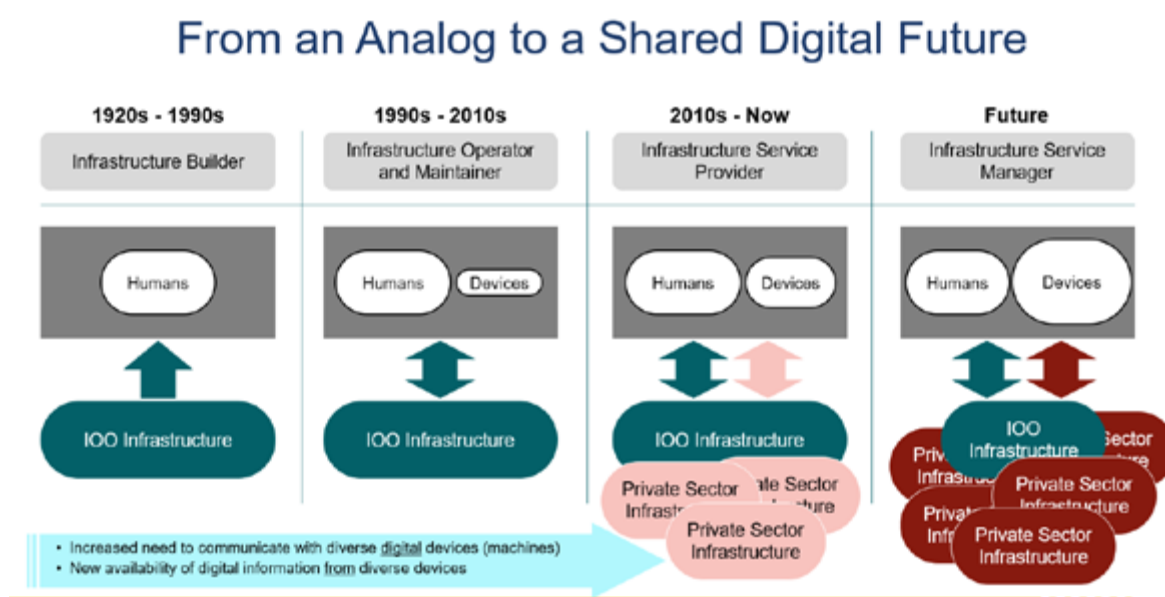 From an Analog to a Shared Digital Future
1920s - 1990s
Infrastructure Builder
Humans
IOO Infrastructure
1990s - 2010s
Infrastructure Operator
and Maintainer
Humans
Devices
IOO Infrastructure
2010s - Now
Infrastructure Service
Provider
Humans
Devices
IOO Infrastructure
Private Sector
Private Sector
Infrastructure
Future
Infrastructure Service
Manager
Humans
Devices
IOO
Infrastructure
Sector
Private Sector
Infrastructure
Private Sector
Infrastructure
• Increased need to communicate with diverse digital devices (machines)
• New availability of digital information from diverse devices